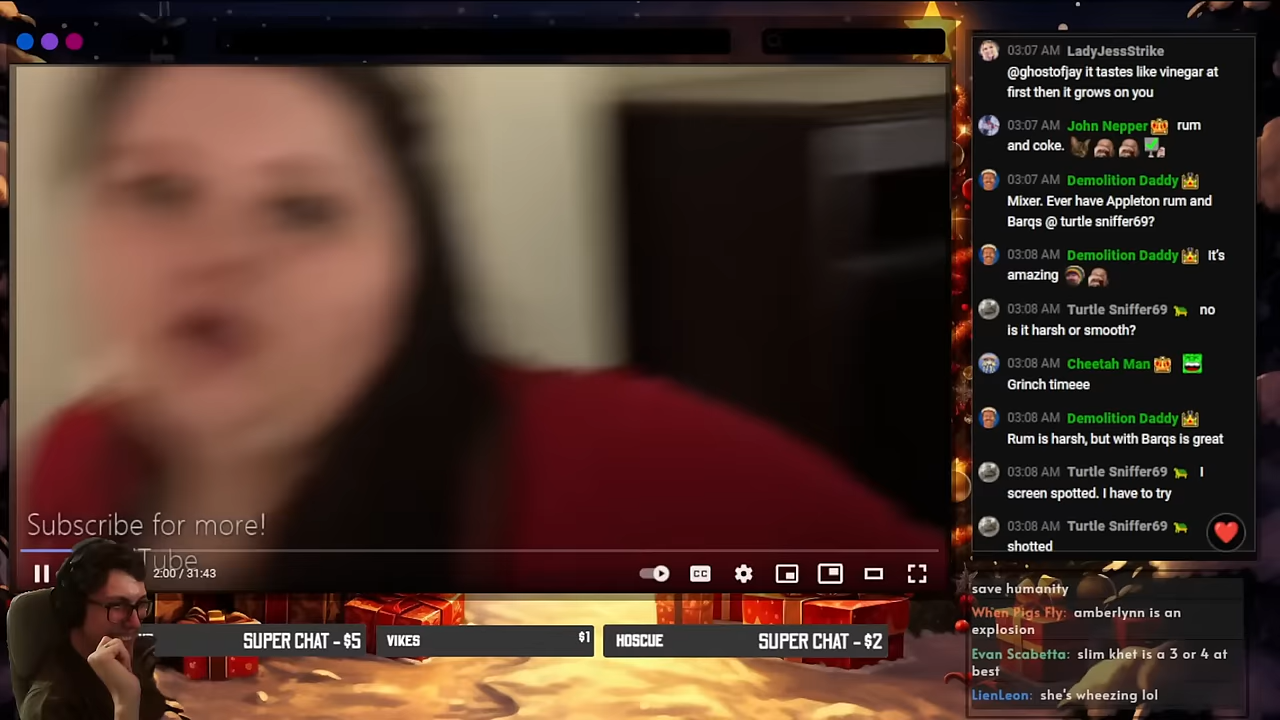 03:07 AM LadyJessStrike
@ghostofjay it tastes like vinegar at
first then it grows on you
03:07 AM John Nepper rum
and coke.
03:07 AM Demolition Daddy
Mixer. Ever have Appleton rum and
Barqs @ turtle sniffer69?
03:08 AM Demolition Daddy It's
amazing
03:08 AM Turtle Sniffer69 no
is it harsh or smooth?
03:08 AM Cheetah Man
Grinch timeee
03:08 AM Demolition Daddy
Rum is harsh, but with Barqs is great
03:08 AM Turtle Sniffer69 I
screen spotted. I have to try
03:08 AM Turtle Sniffer69
shotted
Subscribe for more!
Tube
2:00 / 31:43
CC
SUPER CHAT - $5
VIKES $1
HOSCUE SUPER CHAT - $2
save humanity
When Pigs Fly: amberlynn is an
explosion
Evan Scabetta: slim khet is a 3 or 4 at
best
LienLeon: she's wheezing lol